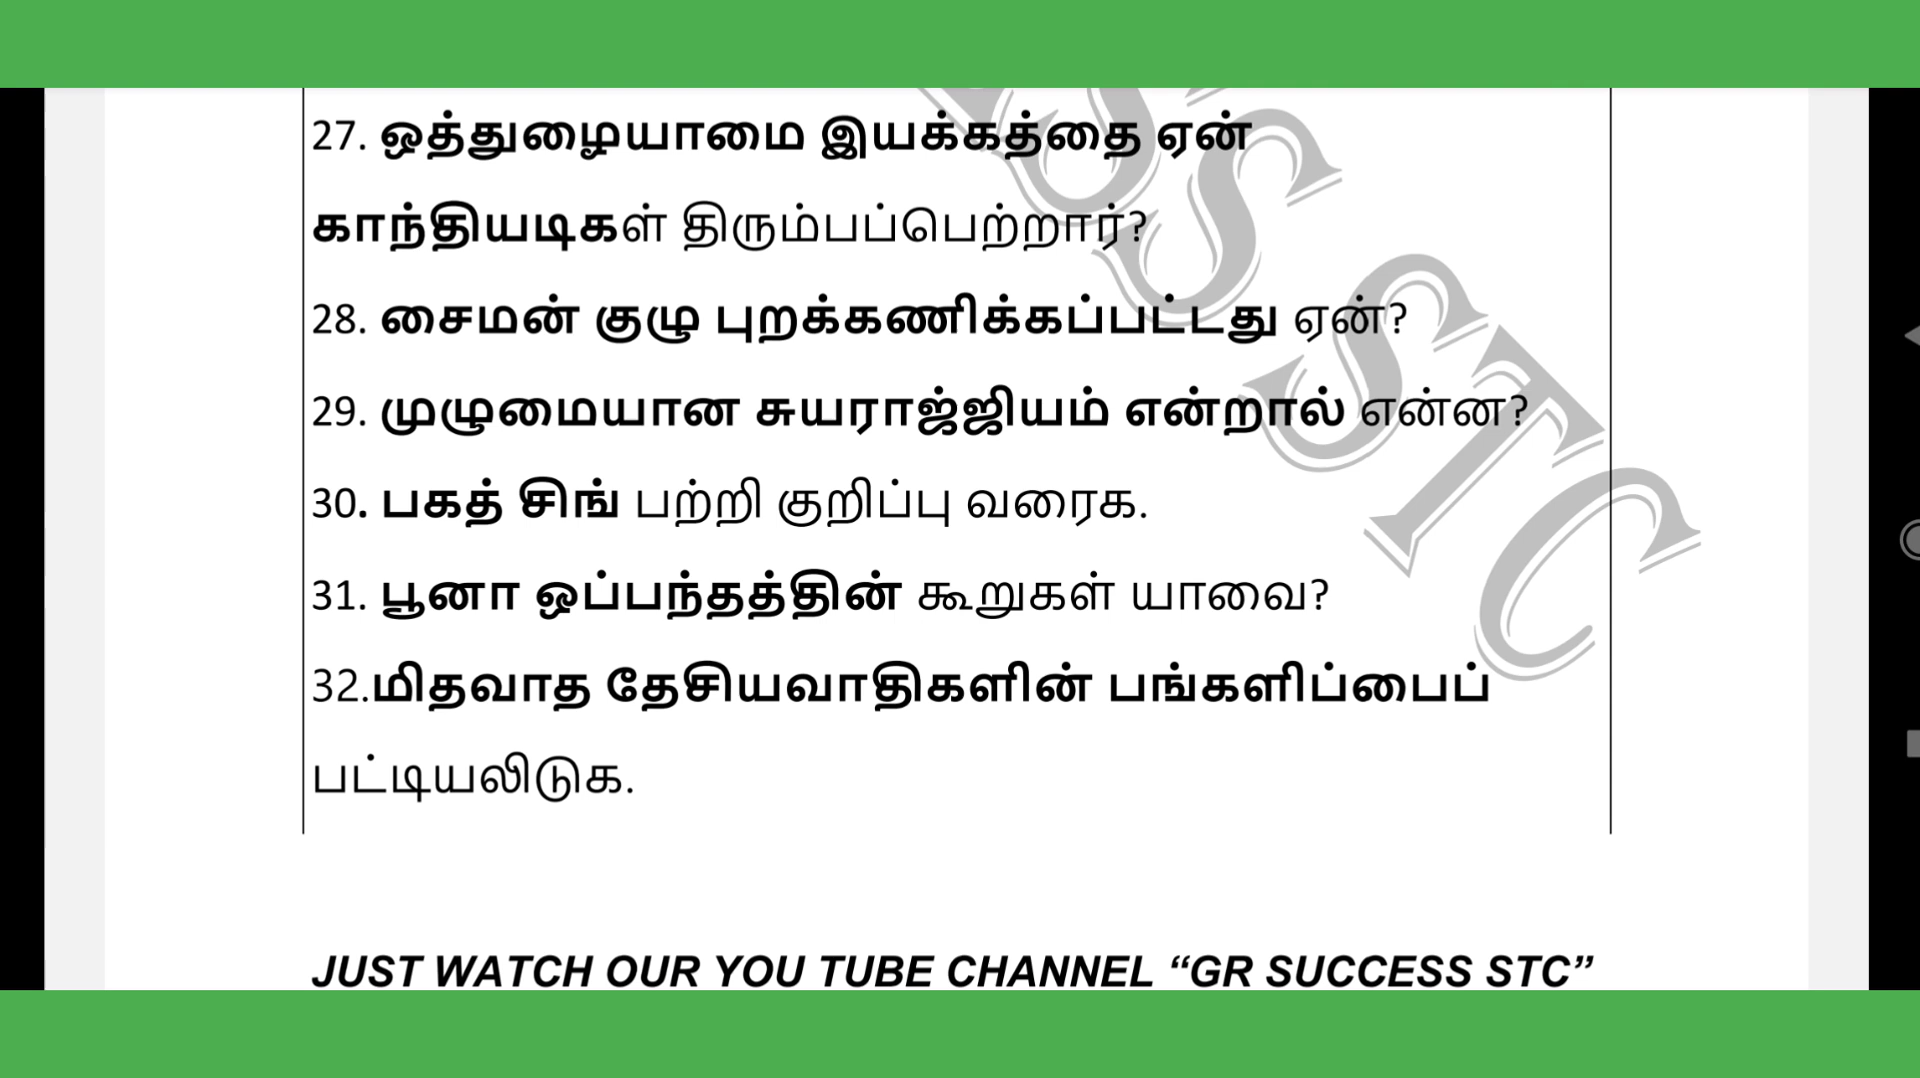 27. ஒத்துழையாமை இயக்கத்தை ஏன்
காந்தியடிகள் திரும்பப்பெற்றார்?
28. சைமன் குழு புறக்கணிக்கப்பட்டது ஏன்?
29. முழுமையான சுயராஜ்ஜியம் என்றால் என்ன?
30. பகத் சிங் பற்றி குறிப்பு வரைக.
31. பூனா ஒப்பந்தத்தின் கூறுகள் யாவை?
32.மிதவாத தேசியவாதிகளின் பங்களிப்பைப்
பட்டியலிடுக.
JUST WATCH OUR YOU TUBE CHANNEL “GR SUCCESS STC”
SS STC